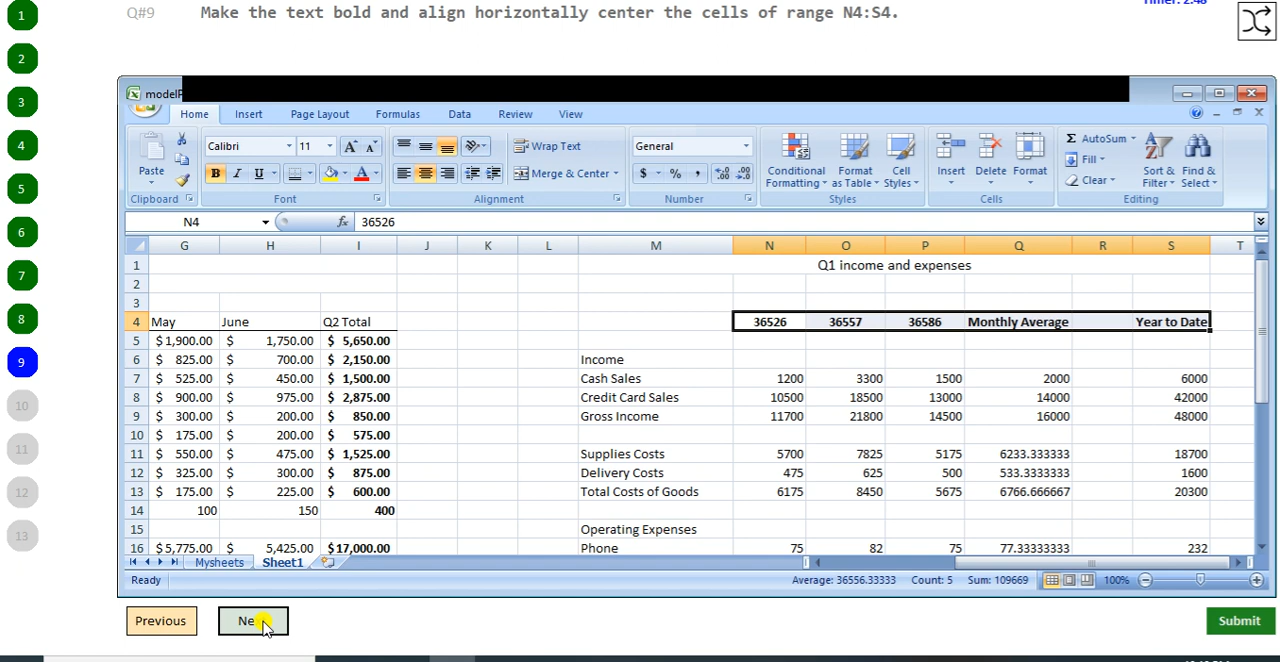 Q#9 Make the text bold and align horizontally center the cells of range N4:S4.
Timer: 2:48
1
2
3
4
5
6
7
8
9
10
11
12
13
Home Insert Page Layout Formulas Data Review View
Calibri 11 Wrap Text General AutoSum
Paste B I U Merge & Center $ % , Conditional Formatting Format as Table Cell Styles Insert Delete Format Fill Clear Sort & Filter Find & Select
Clipboard Font Alignment Number Styles Cells Editing
N4 fx 36526
G H I J K L M N O P Q R S T
1 Q1 income and expenses
2
3
4 May June Q2 Total 36526 36557 36586 Monthly Average Year to Date
5 $1,900.00 $ 1,750.00 $ 5,650.00
6 $ 825.00 $ 700.00 $ 2,150.00 Income
7 $ 525.00 $ 450.00 $ 1,500.00 Cash Sales 1200 3300 1500 2000 6000
8 $ 900.00 $ 975.00 $ 2,875.00 Credit Card Sales 10500 18500 13000 14000 42000
9 $ 300.00 $ 200.00 $ 850.00 Gross Income 11700 21800 14500 16000 48000
10 $ 175.00 $ 200.00 $ 575.00
11 $ 550.00 $ 475.00 $ 1,525.00 Supplies Costs 5700 7825 5175 6233.333333 18700
12 $ 325.00 $ 300.00 $ 875.00 Delivery Costs 475 625 500 533.3333333 1600
13 $ 175.00 $ 225.00 $ 600.00 Total Costs of Goods 6175 8450 5675 6766.666667 20300
14 100 150 400
15 Operating Expenses
16 $5,775.00 $ 5,425.00 $17,000.00 Phone 75 82 75 77.33333333 232
Mysheets Sheet1
Ready Average: 36556.33333 Count: 5 Sum: 109669 100%
Previous Submit